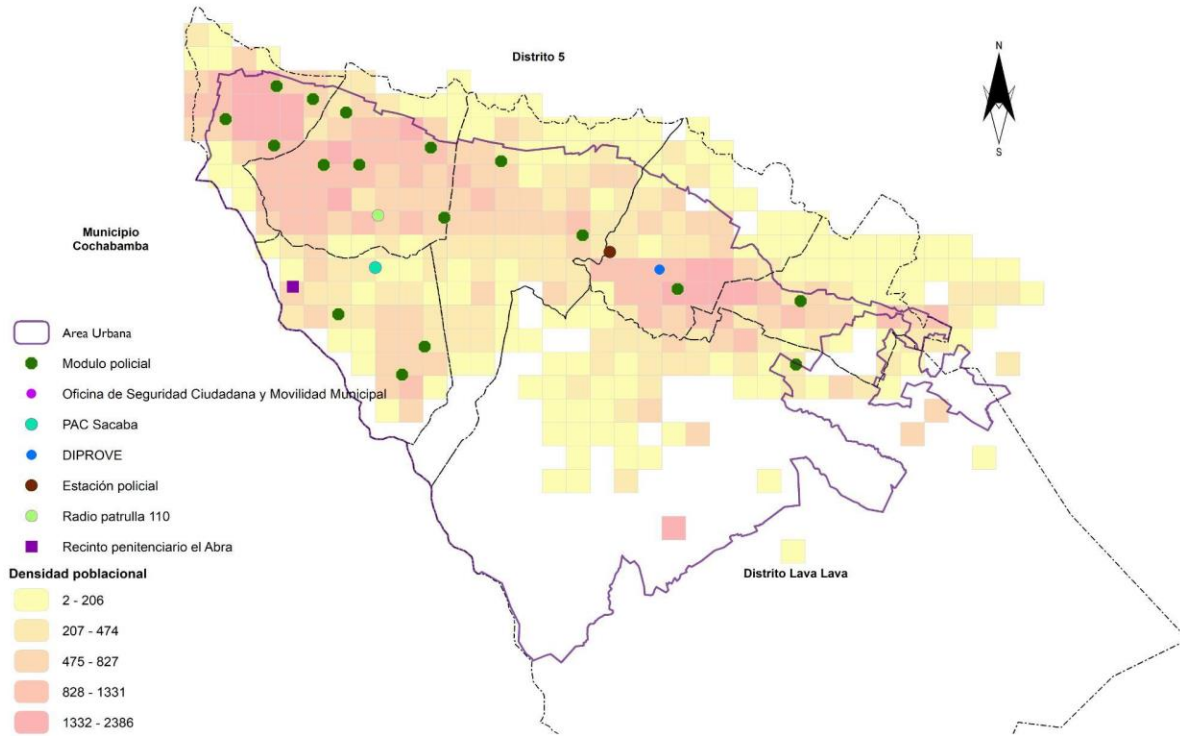 Distrito 5
N
S
Municipio
Cochabamba
Area Urbana
Modulo policial
Oficina de Seguridad Ciudadana y Movilidad Municipal
PAC Sacaba
DIPROVE
Estación policial
Radio patrulla 110
Recinto penitenciario el Abra
Densidad poblacional
2 - 206
207 - 474
475 - 827
828 - 1331
1332 - 2386
Distrito Lava Lava